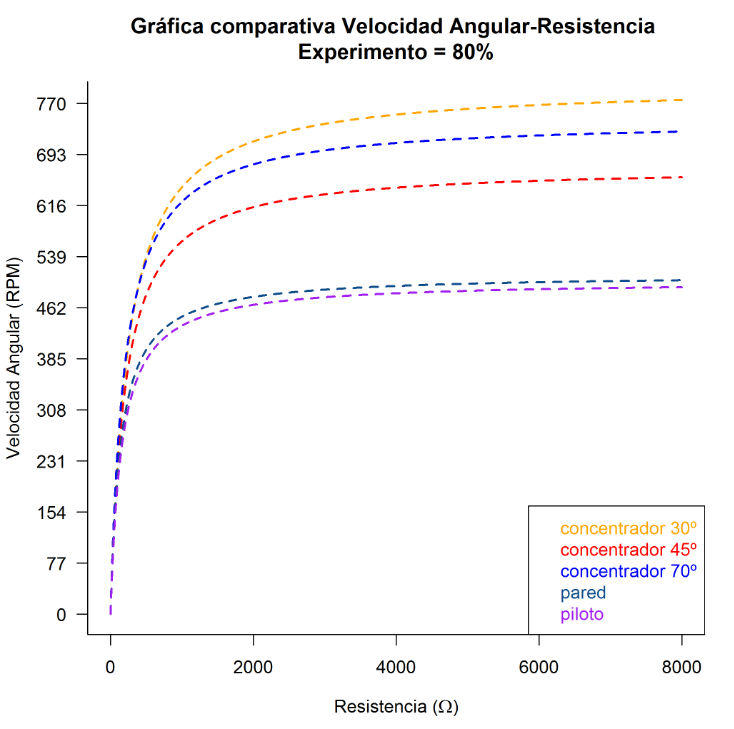 Gráfica comparativa Velocidad Angular-Resistencia
Experimento = 80%
Velocidad Angular (RPM)
770
693
616
539
462
385
308
231
154
77
0
concentrador 30º
concentrador 45º
concentrador 70º
pared
piloto
0 2000 4000 6000 8000
Resistencia (Ω)